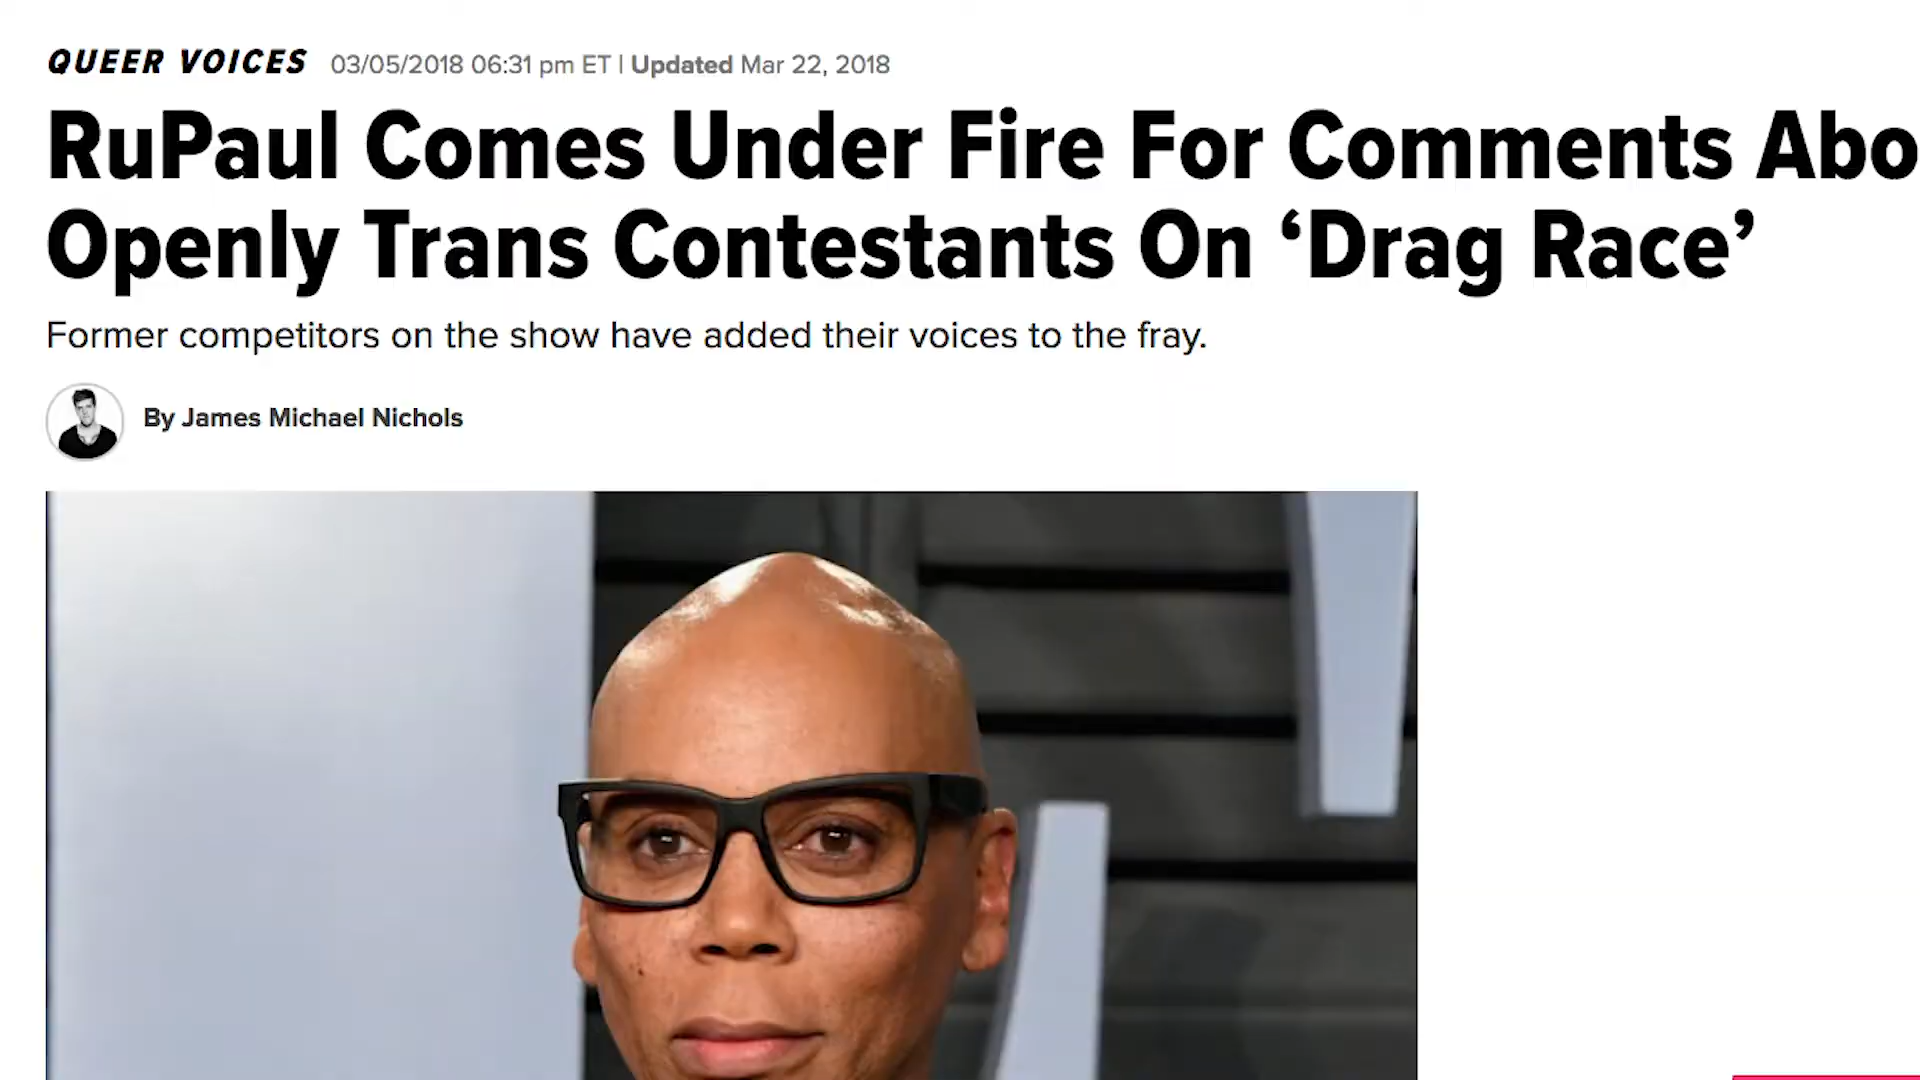 QUEER VOICES 03/05/2018 06:31 pm ET | Updated Mar 22, 2018
RuPaul Comes Under Fire For Comments Abo
Openly Trans Contestants On ‘Drag Race’
Former competitors on the show have added their voices to the fray.
By James Michael Nichols